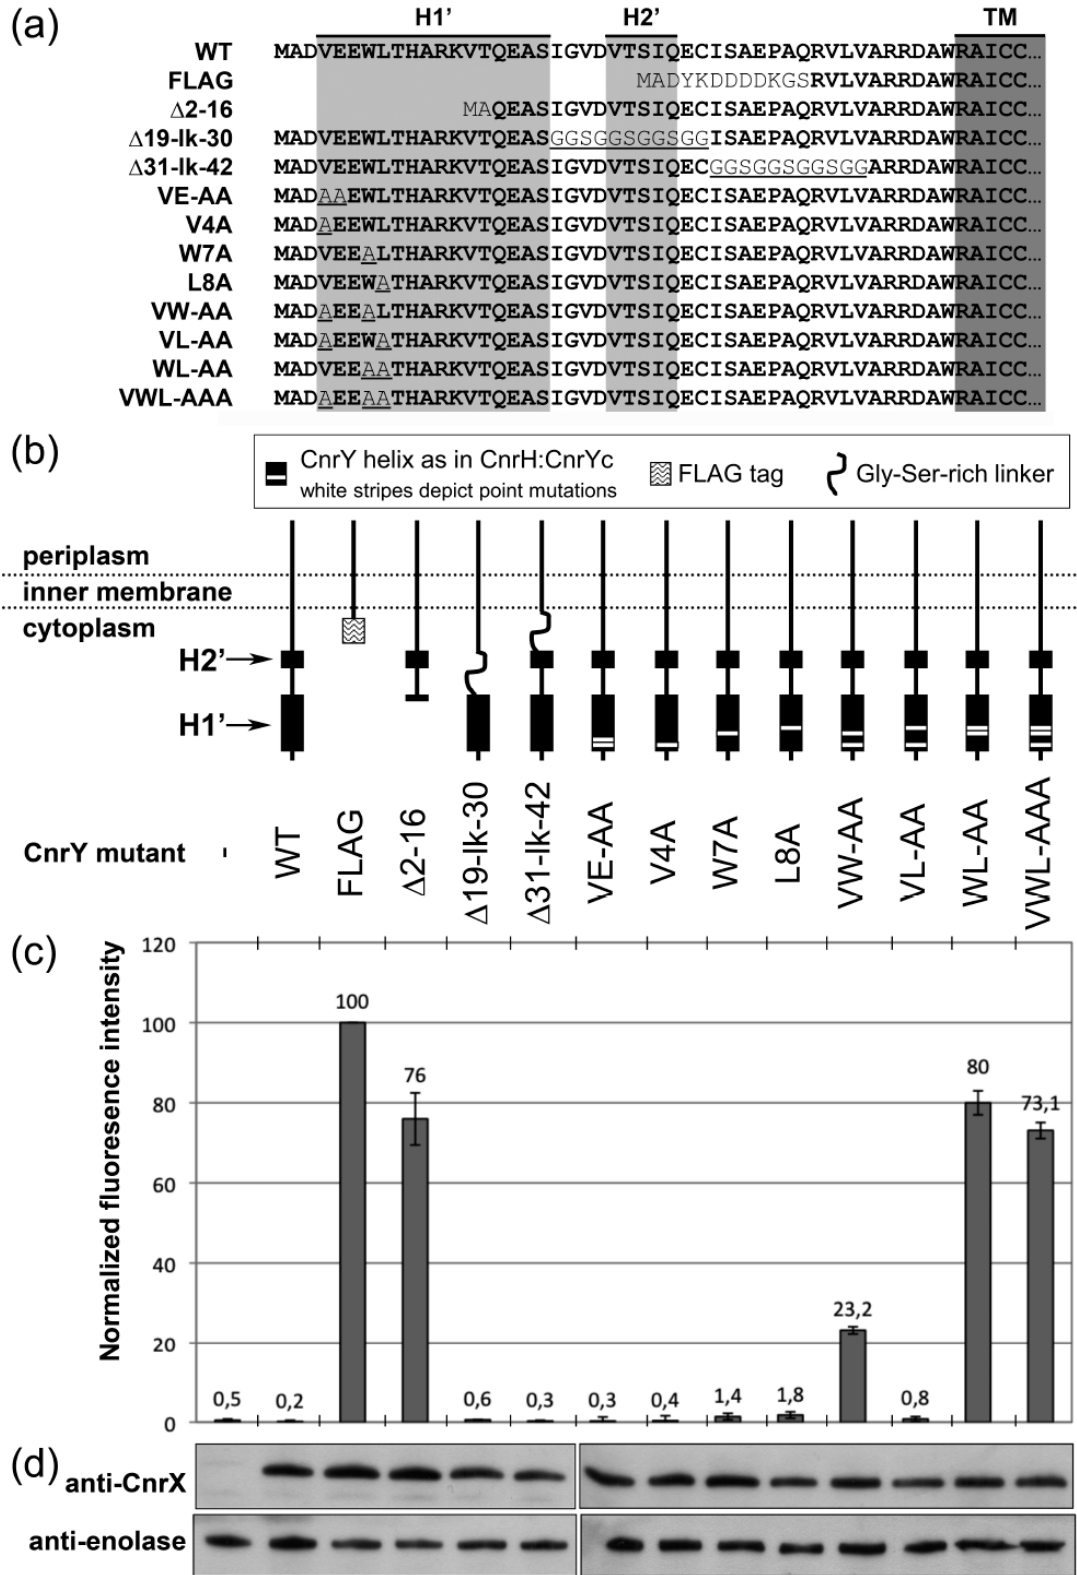 (a)
H1' H2' TM
WT MADVEEWLTHARKVTQEASIGVDVTSIQECISAEPAQRVLVARRDAWRAICC...
FLAG MADYKDDDDKGSRVLVARRDAWRAICC...
Δ2-16 MAQEASIGVDVTSIQECISAEPAQRVLVARRDAWRAICC...
Δ19-lk-30 MADVEEWLTHARKVTQEASGGSGGSGGSGGISAEPAQRVLVARRDAWRAICC...
Δ31-lk-42 MADVEEWLTHARKVTQEASIGVDVTSIQECGGSGGSGGSGGARRDAWRAICC...
VE-AA MADAAEWLTHARKVTQEASIGVDVTSIQECISAEPAQRVLVARRDAWRAICC...
V4A MADAEEWLTHARKVTQEASIGVDVTSIQECISAEPAQRVLVARRDAWRAICC...
W7A MADVEEALTHARKVTQEASIGVDVTSIQECISAEPAQRVLVARRDAWRAICC...
L8A MADVEEWATHARKVTQEASIGVDVTSIQECISAEPAQRVLVARRDAWRAICC...
VW-AA MADAEEALTHARKVTQEASIGVDVTSIQECISAEPAQRVLVARRDAWRAICC...
VL-AA MADAEEWATHARKVTQEASIGVDVTSIQECISAEPAQRVLVARRDAWRAICC...
WL-AA MADVEEAATHARKVTQEASIGVDVTSIQECISAEPAQRVLVARRDAWRAICC...
VWL-AAA MADAEEAATHARKVTQEASIGVDVTSIQECISAEPAQRVLVARRDAWRAICC...
(b)
CnrY helix as in CnrH:CnrYc
white stripes depict point mutations
FLAG tag
Gly-Ser-rich linker
periplasm
inner membrane
cytoplasm
H2'
H1'
CnrY mutant - WT FLAG Δ2-16 Δ19-lk-30 Δ31-lk-42 VE-AA V4A W7A L8A VW-AA VL-AA WL-AA VWL-AAA
(c)
Normalized fluoresence intensity
120
100
80
60
40
20
0
0,5 0,2 100 76 0,6 0,3 0,3 0,4 1,4 1,8 23,2 0,8 80 73,1
(d)
anti-CnrX
anti-enolase